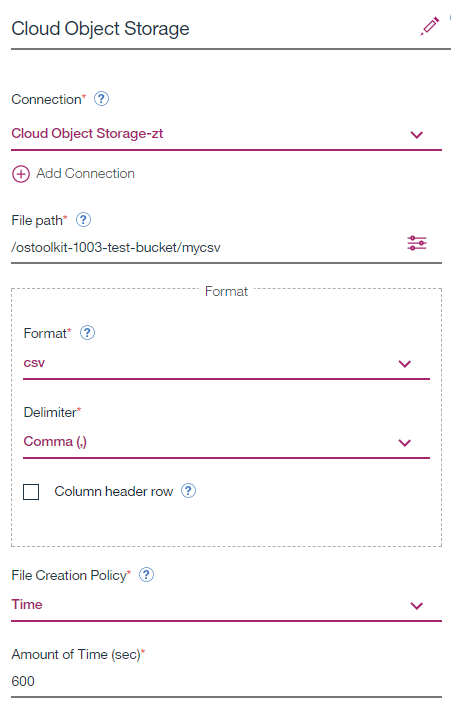 Cloud Object Storage
Connection* ?
Cloud Object Storage-zt
Add Connection
File path* ?
/ostoolkit-1003-test-bucket/mycsv
Format
Format* ?
csv
Delimiter*
Comma (,)
Column header row ?
File Creation Policy* ?
Time
Amount of Time (sec)*
600